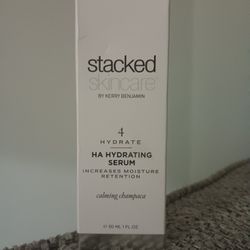 stacked
skincare™
BY KERRY BENJAMIN
4
HYDRATE
HA HYDRATING
SERUM
INCREASES MOISTURE
RETENTION
calming champaca
℮ 30 ML 1 FL OZ